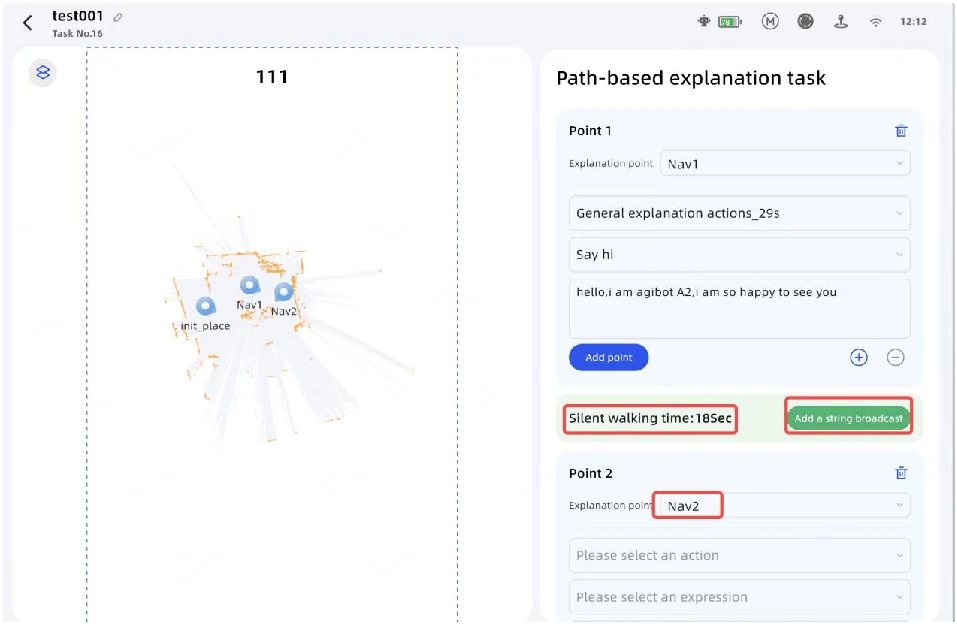 test001
Task No.16
78
M
12:12
111
Nav1
Nav2
init_place
Path-based explanation task
Point 1
Explanation point
Nav1
General explanation actions_29s
Say hi
hello,i am agibot A2,i am so happy to see you
Add point
Silent walking time:18Sec
Add a string broadcast
Point 2
Explanation point
Nav2
Please select an action
Please select an expression